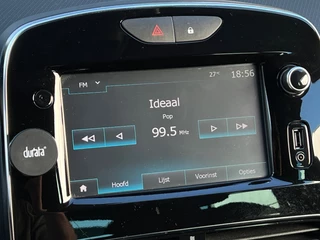 FM
27°
18:56
Ideaal
Pop
99.5 MHz
durata
Hoofd
Lijst
Voorinst
Opties